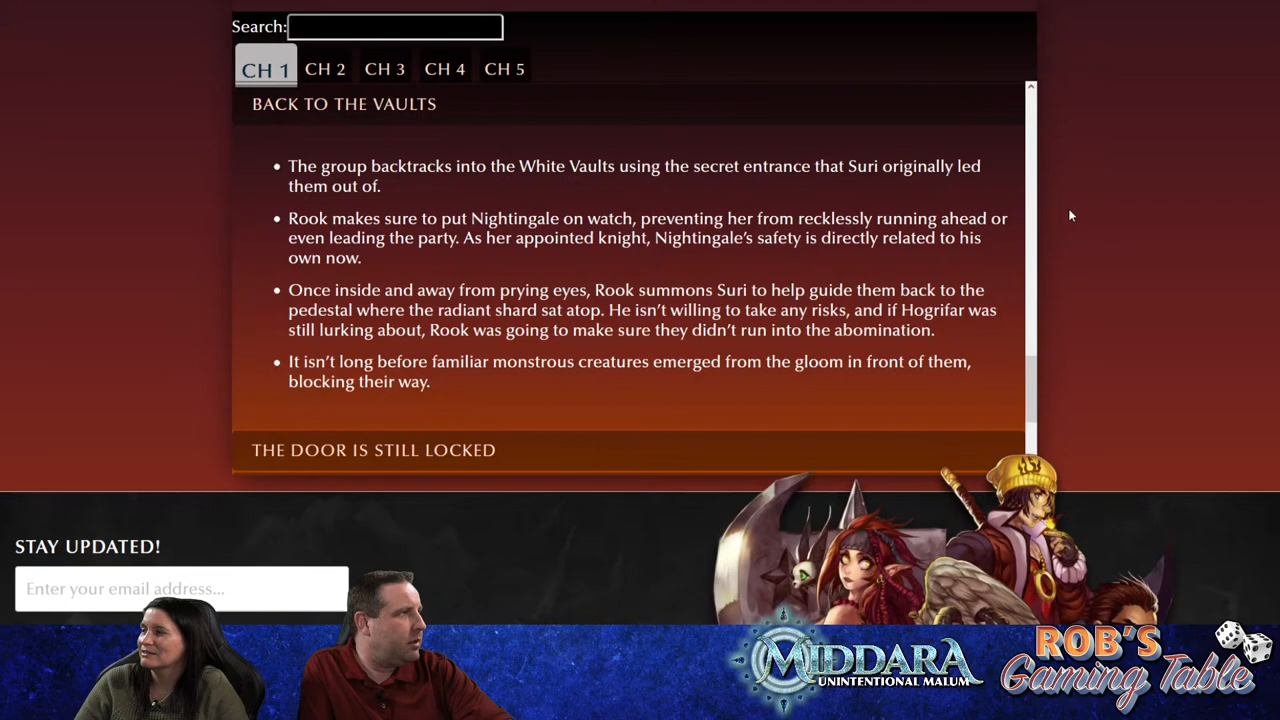 Search:
CH 1 CH 2 CH 3 CH 4 CH 5
BACK TO THE VAULTS
• The group backtracks into the White Vaults using the secret entrance that Suri originally led
them out of.
• Rook makes sure to put Nightingale on watch, preventing her from recklessly running ahead or
even leading the party. As her appointed knight, Nightingale’s safety is directly related to his
own now.
• Once inside and away from prying eyes, Rook summons Suri to help guide them back to the
pedestal where the radiant shard sat atop. He isn’t willing to take any risks, and if Hogrifar was
still lurking about, Rook was going to make sure they didn’t run into the abomination.
• It isn’t long before familiar monstrous creatures emerged from the gloom in front of them,
blocking their way.
THE DOOR IS STILL LOCKED
STAY UPDATED!
Enter your email address...
MIDDARA
UNINTENTIONAL MALUM
ROB'S
Gaming Table